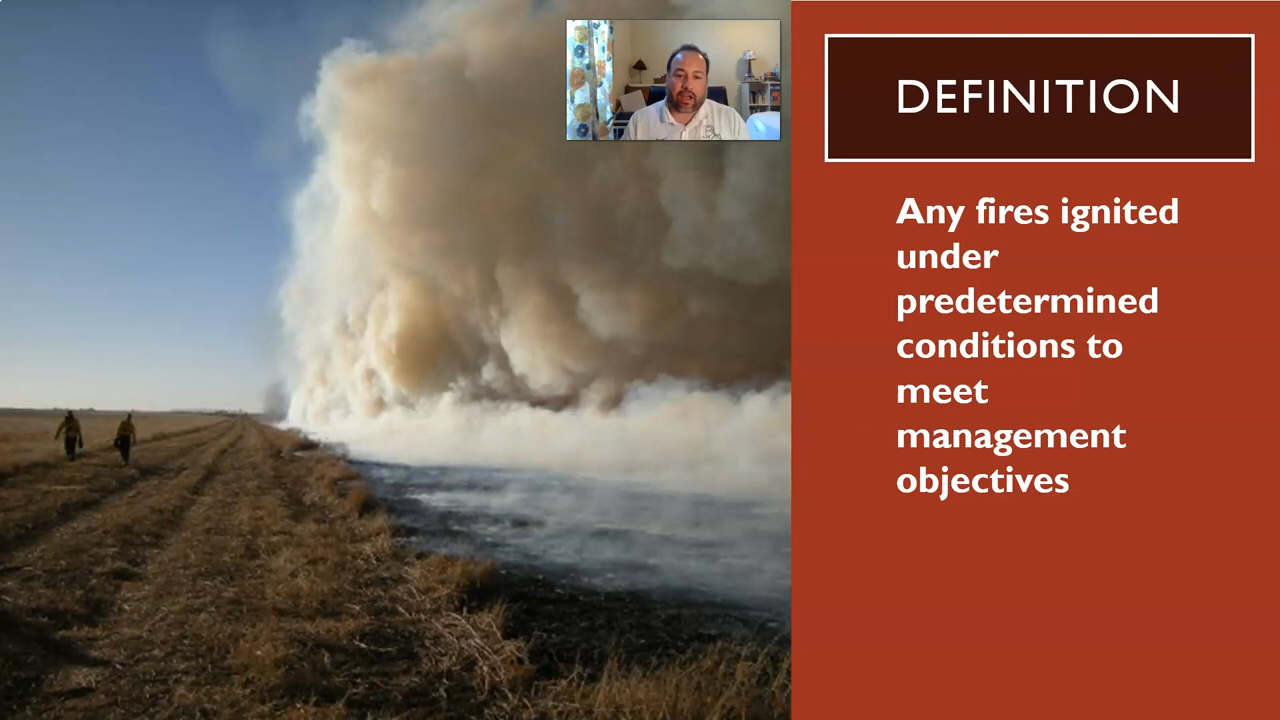 DEFINITION
Any fires ignited
under
predetermined
conditions to
meet
management
objectives